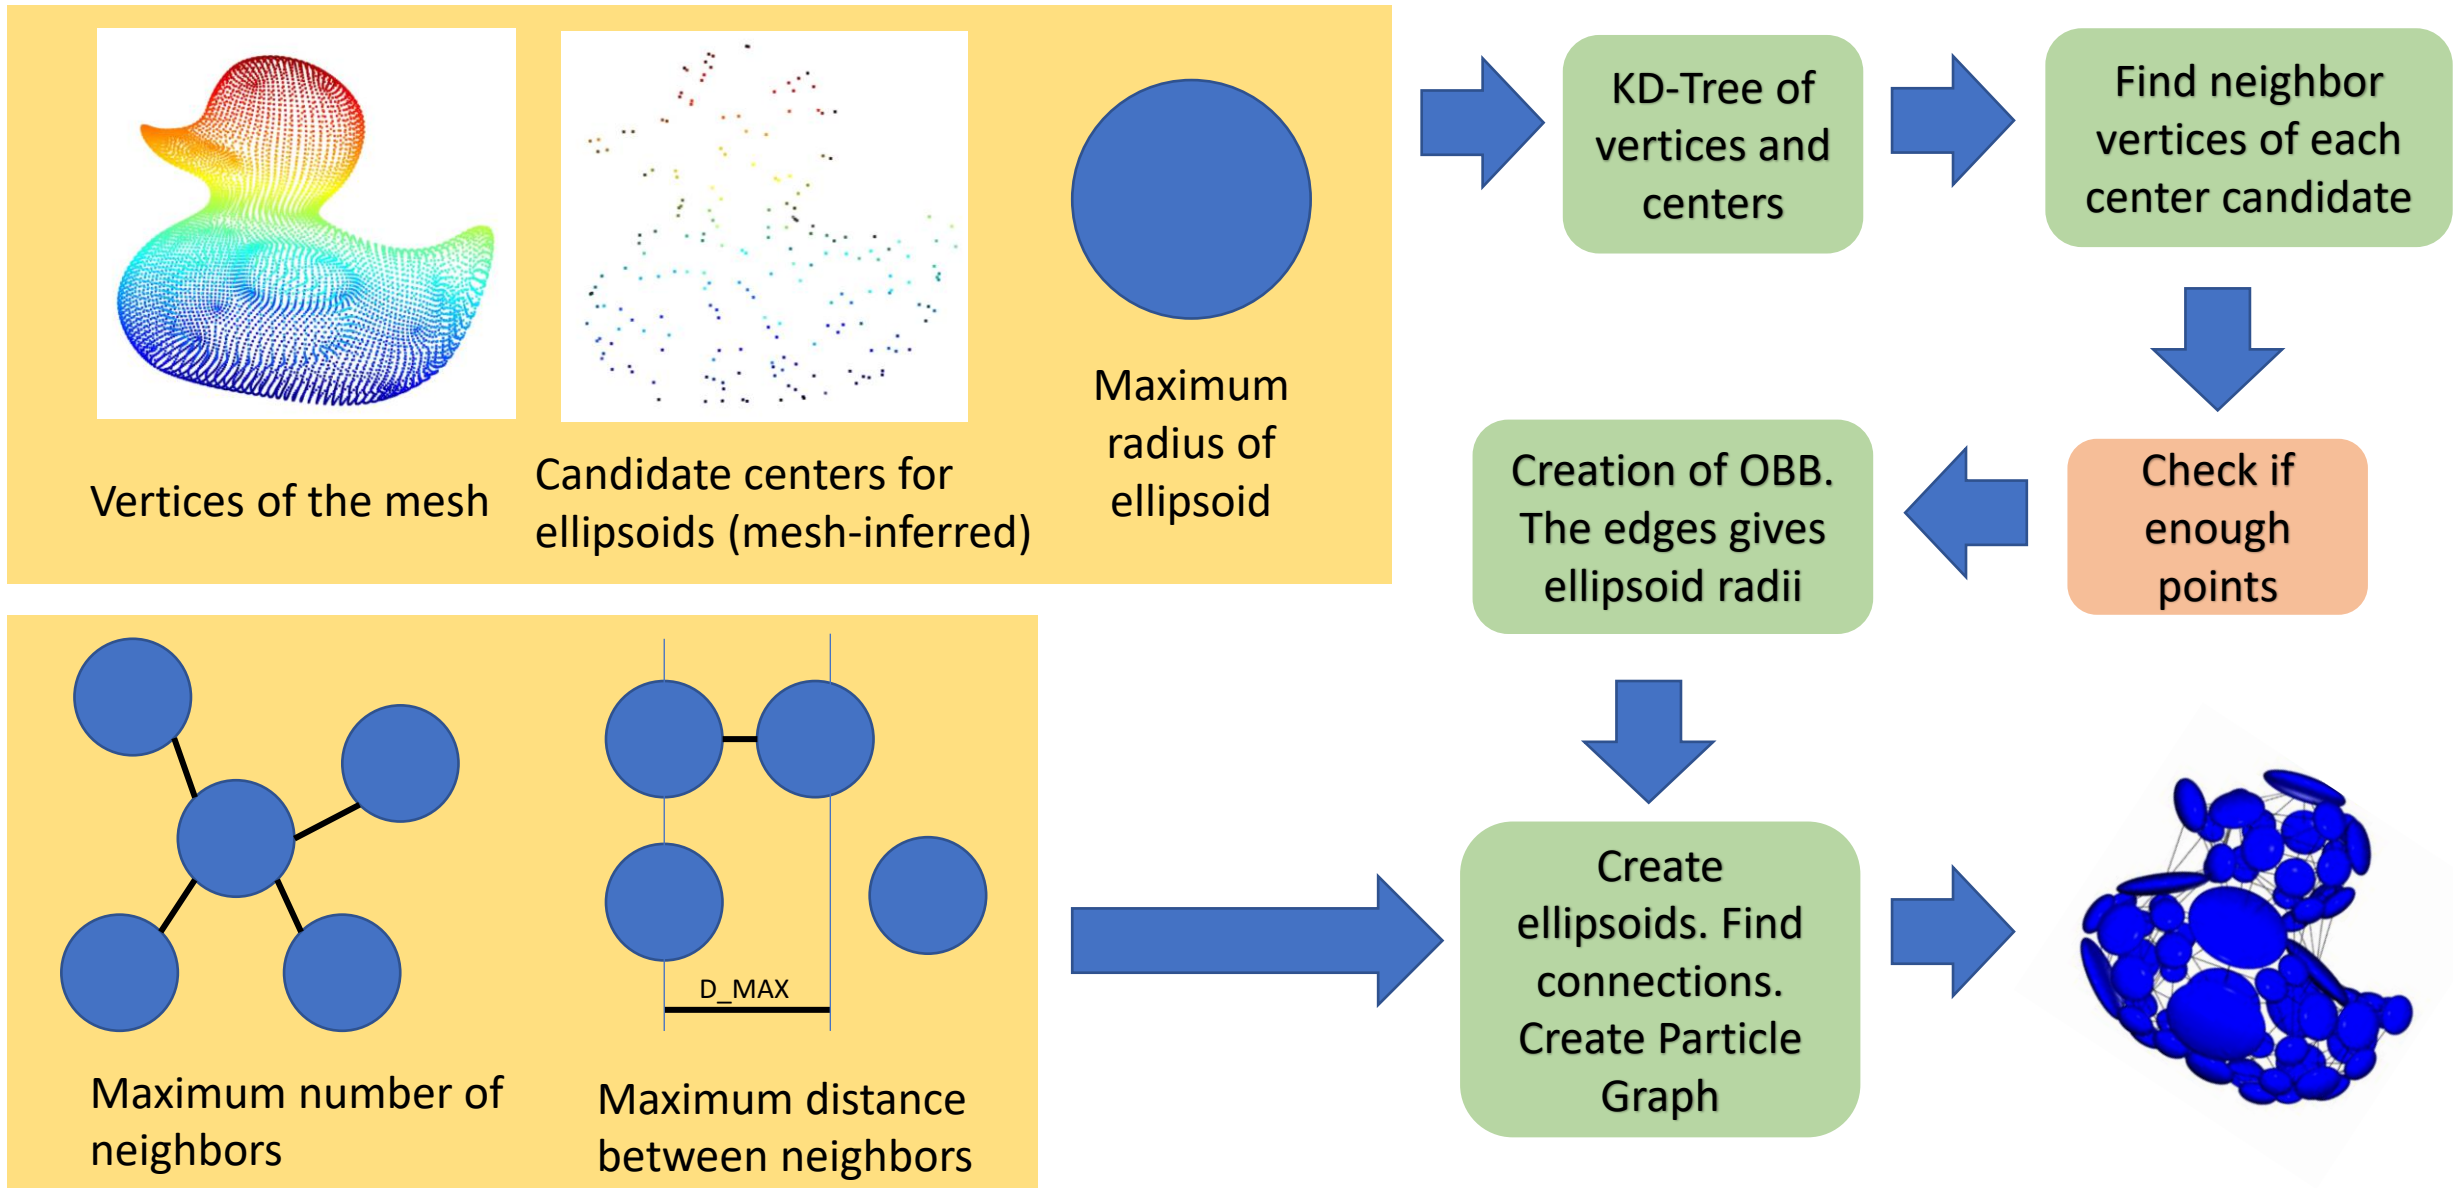 Vertices of the mesh
Candidate centers for
ellipsoids (mesh-inferred)
Maximum
radius of
ellipsoid
KD-Tree of
vertices and
centers
Find neighbor
vertices of each
center candidate
Check if
enough
points
Creation of OBB.
The edges gives
ellipsoid radii
Maximum number of
neighbors
D_MAX
Maximum distance
between neighbors
Create
ellipsoids. Find
connections.
Create Particle
Graph